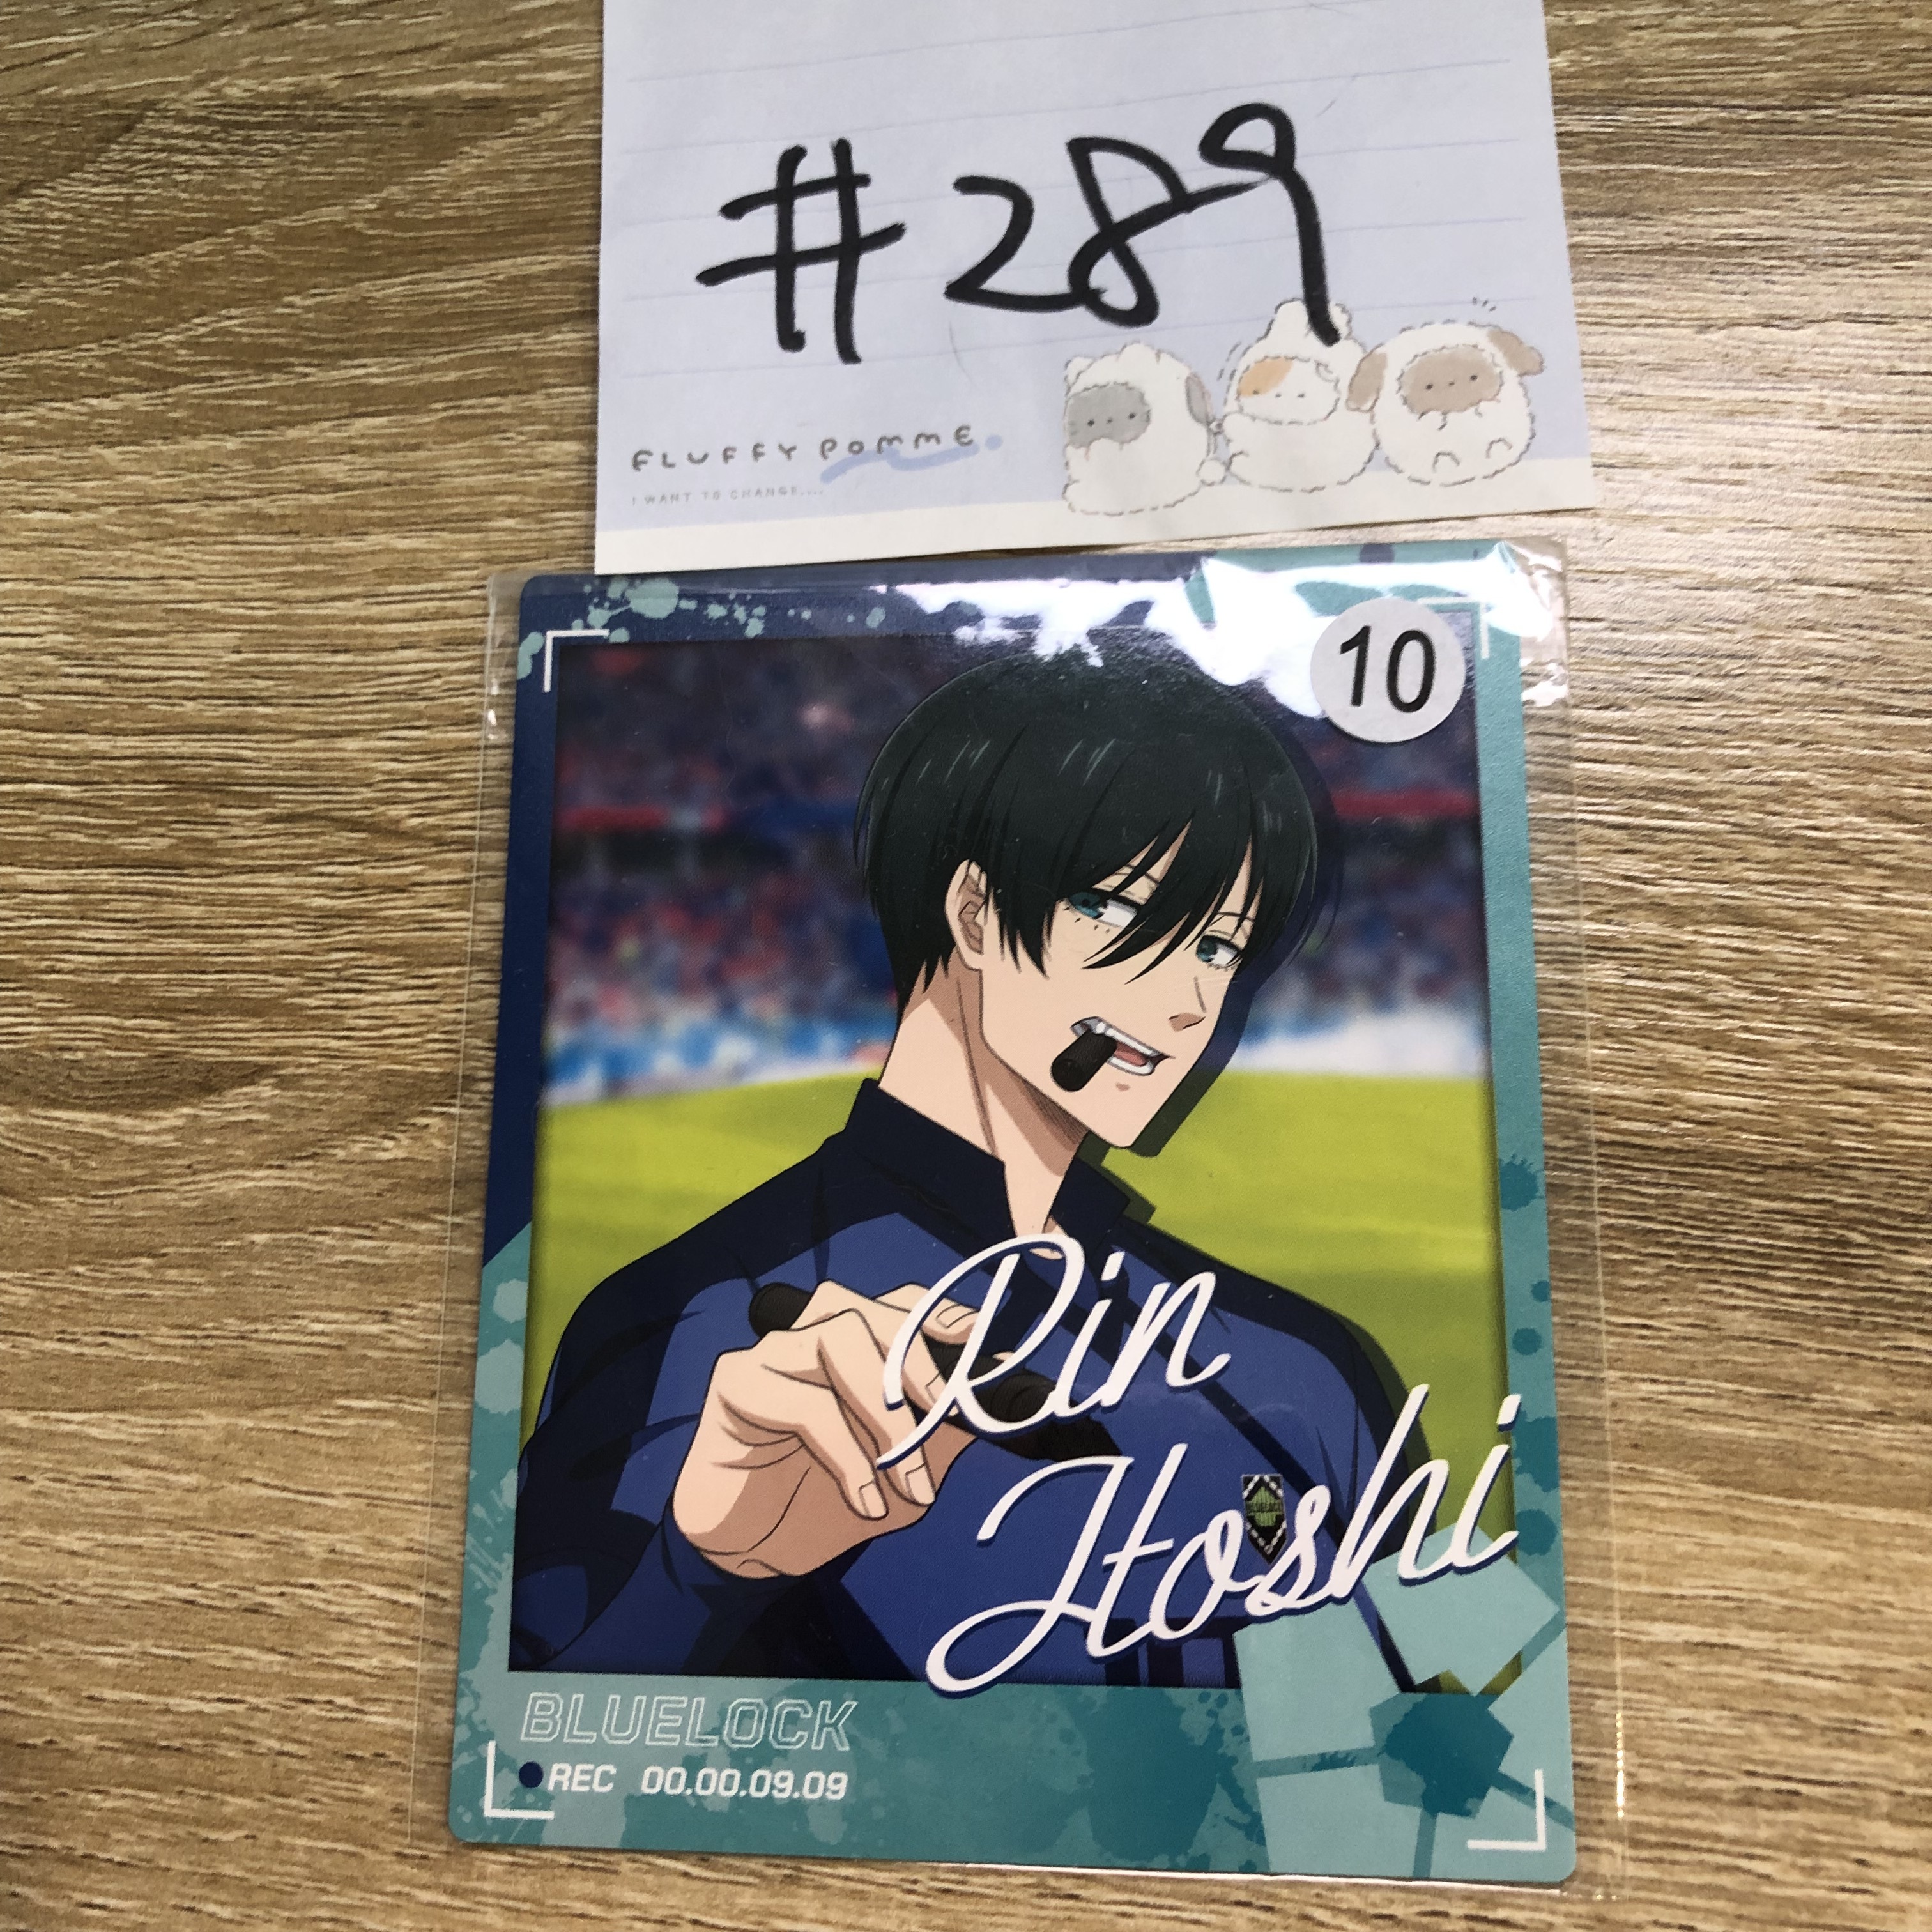 #289
FLUFFY POMME
I WANT TO CHANGE....
10
Rin
Itoshi
BLUELOCK
REC 00.00.09.09